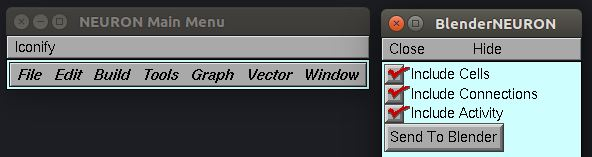 NEURON Main Menu
Iconify
File Edit Build Tools Graph Vector Window
BlenderNEURON
Close Hide
Include Cells
Include Connections
Include Activity
Send To Blender